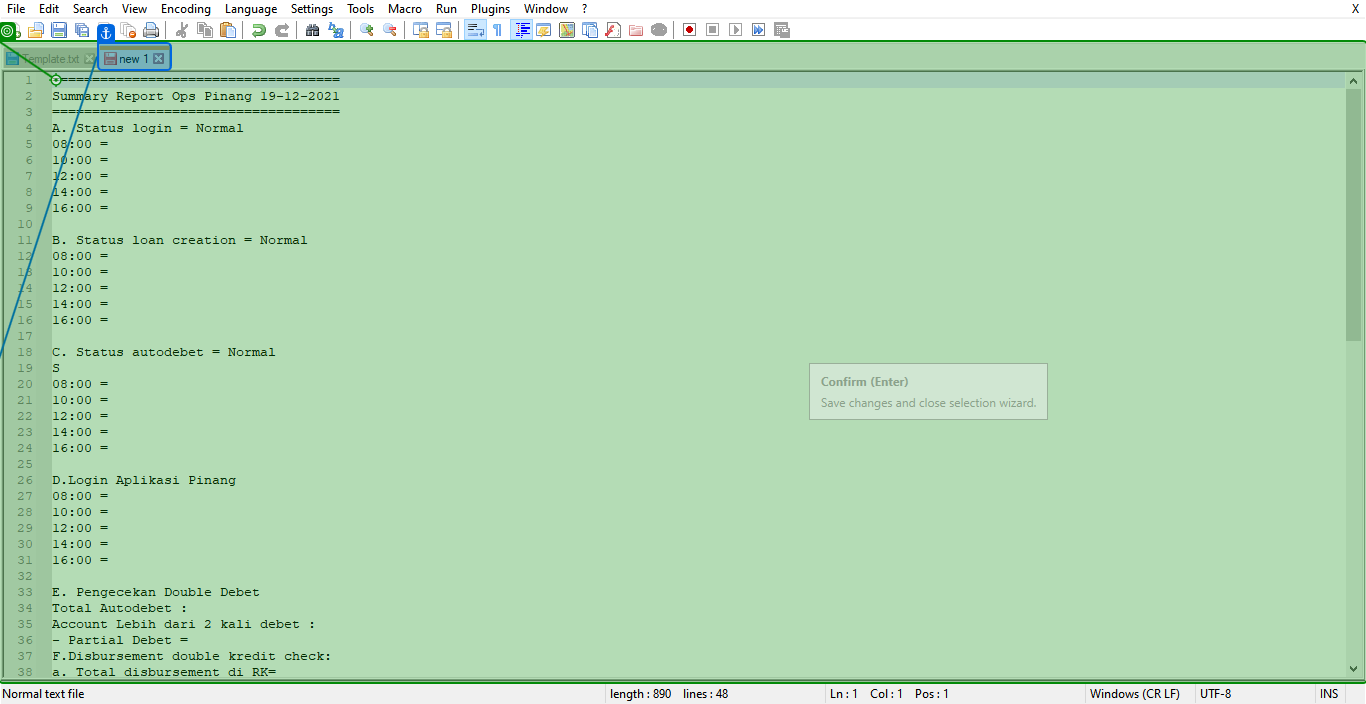 File Edit Search View Encoding Language Settings Tools Macro Run Plugins Window ? X
Template.txt new 1
1 ====================================
2 Summary Report Ops Pinang 19-12-2021
3 ====================================
4 A. Status login = Normal
5 08:00 =
6 10:00 =
7 12:00 =
8 14:00 =
9 16:00 =
10
11 B. Status loan creation = Normal
12 08:00 =
13 10:00 =
14 12:00 =
15 14:00 =
16 16:00 =
17
18 C. Status autodebet = Normal
19 S
20 08:00 =
21 10:00 =
22 12:00 =
23 14:00 =
24 16:00 =
25
26 D.Login Aplikasi Pinang
27 08:00 =
28 10:00 =
29 12:00 =
30 14:00 =
31 16:00 =
32
33 E. Pengecekan Double Debet
34 Total Autodebet :
35 Account Lebih dari 2 kali debet :
36 - Partial Debet =
37 F.Disbursement double kredit check:
38 a. Total disbursement di RK=
Confirm (Enter)
Save changes and close selection wizard.
Normal text file length : 890 lines : 48 Ln : 1 Col : 1 Pos : 1 Windows (CR LF) UTF-8 INS